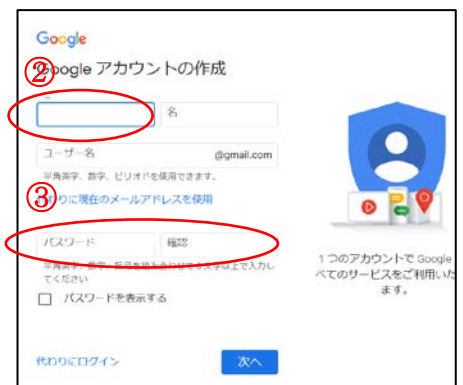 Google
②
Google アカウントの作成
名
ユーザー名 @gmail.com
半角英字、数字、ピリオドを使用できます。
③
代わりに現在のメールアドレスを使用
パスワード 確認
半角英字、数字、記号を組み合わせて8文字以上で入力し
てください
パスワードを表示する
1 つのアカウントで Google
べてのサービスをご利用いた
ます。
代わりにログイン 次へ